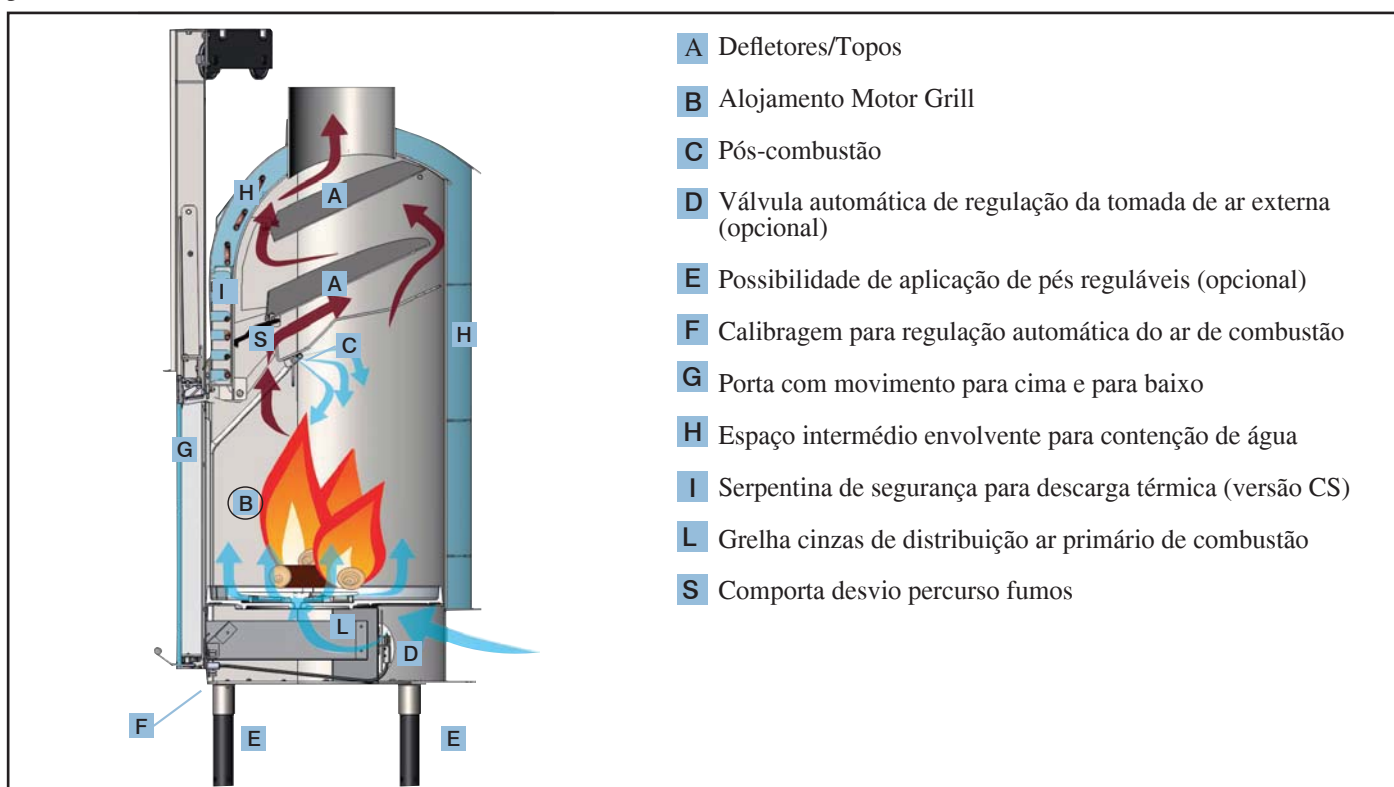 A Defletores/Topos
B Alojamento Motor Grill
C Pós-combustão
D Válvula automática de regulação da tomada de ar externa
(opcional)
E Possibilidade de aplicação de pés reguláveis (opcional)
F Calibragem para regulação automática do ar de combustão
G Porta com movimento para cima e para baixo
H Espaço intermédio envolvente para contenção de água
I Serpentina de segurança para descarga térmica (versão CS)
L Grelha cinzas de distribuição ar primário de combustão
S Comporta desvio percurso fumos
H
A
I
A
S
C
H
G
B
L
D
F
E
E